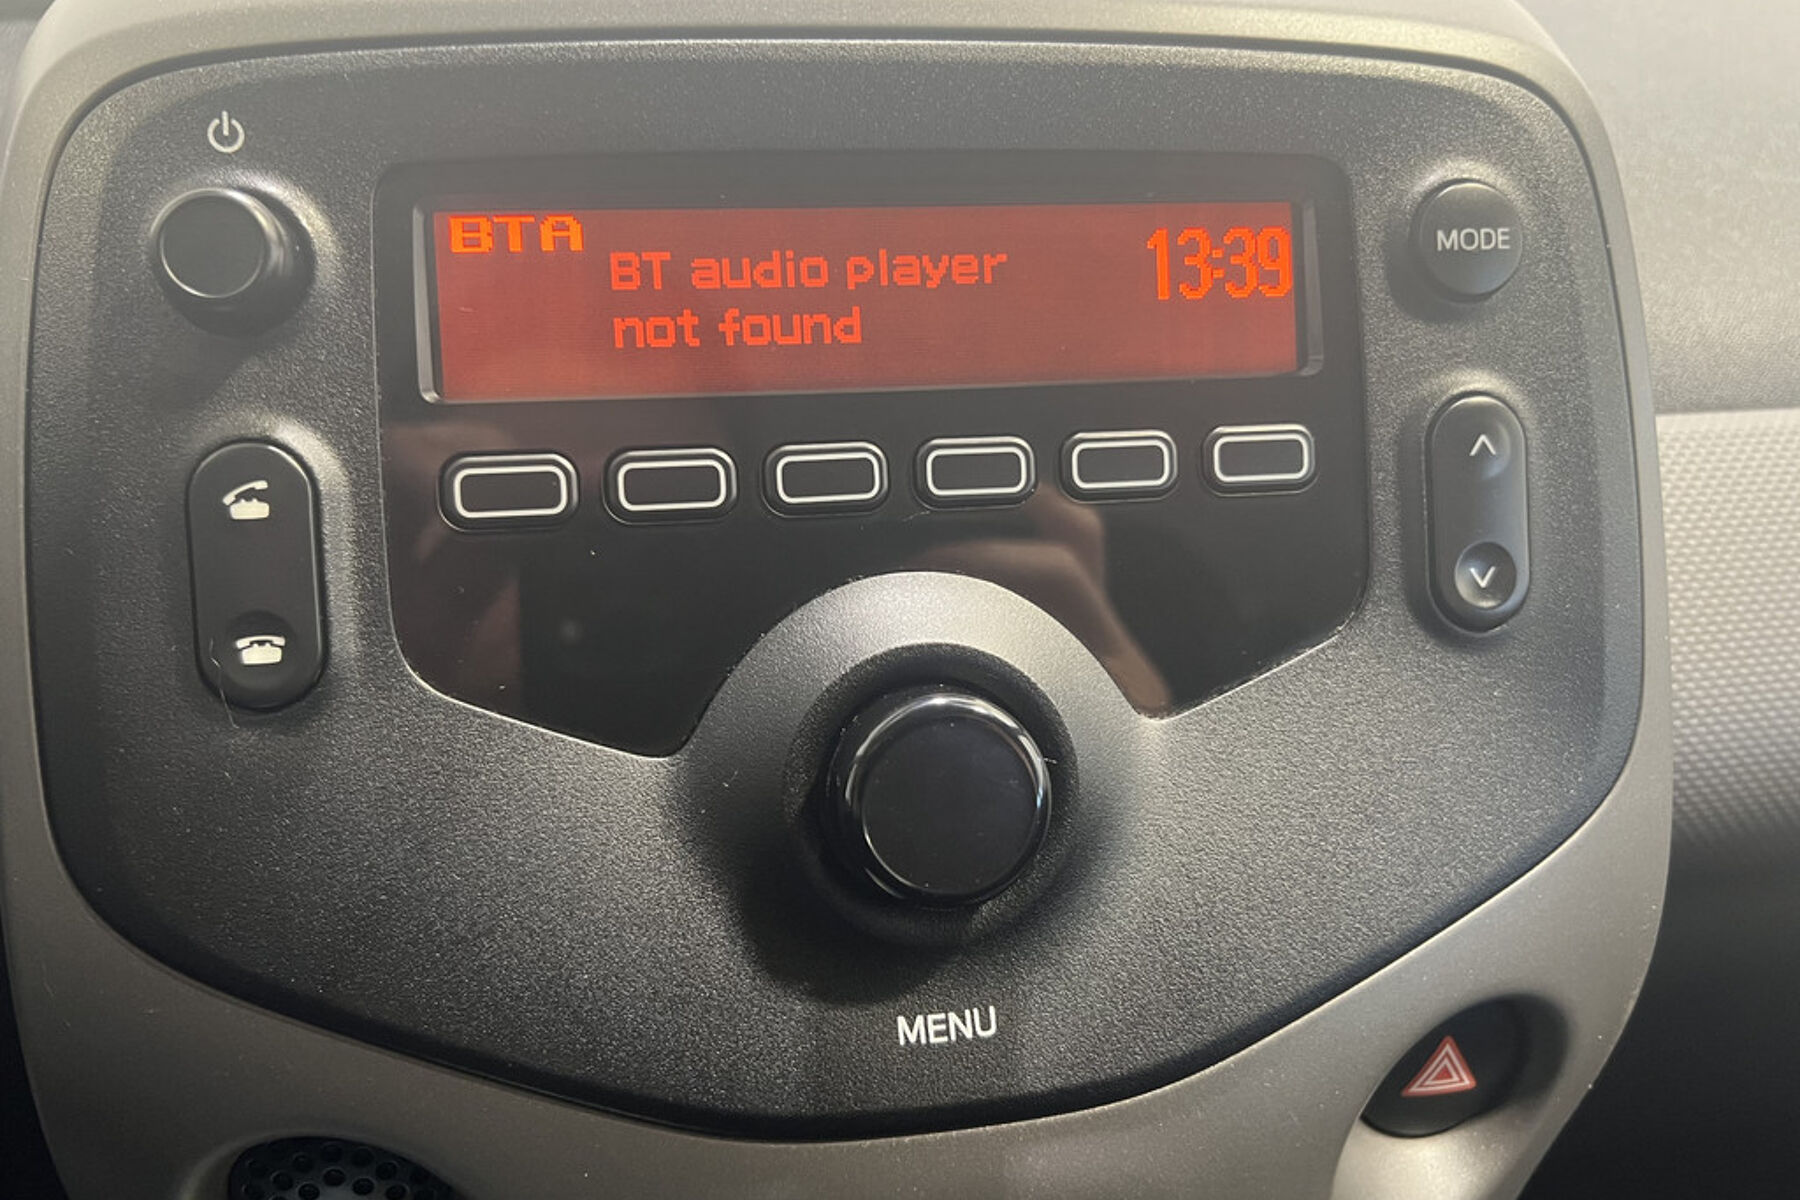 BTA
BT audio player
not found
13:39
MODE
MENU